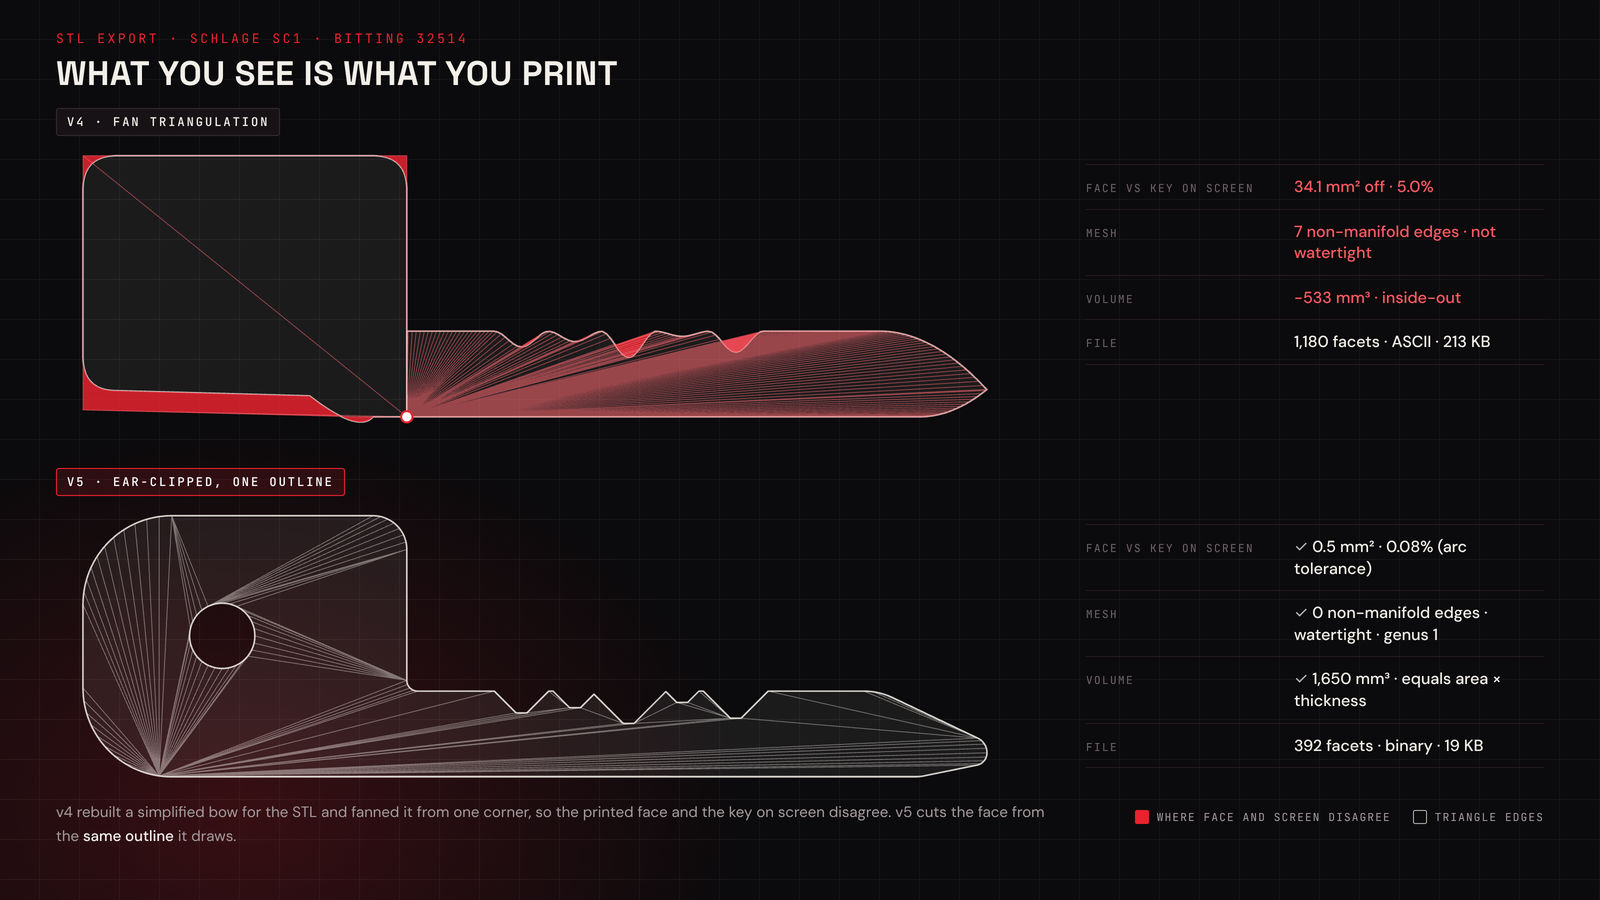 STL EXPORT · SCHLAGE SC1 · BITTING 32514
WHAT YOU SEE IS WHAT YOU PRINT
V4 · FAN TRIANGULATION
FACE VS KEY ON SCREEN
34.1 mm² off · 5.0%
MESH
7 non-manifold edges · not
watertight
VOLUME
-533 mm³ · inside-out
FILE
1,180 facets · ASCII · 213 KB
V5 · EAR-CLIPPED, ONE OUTLINE
FACE VS KEY ON SCREEN
✓ 0.5 mm² · 0.08% (arc
tolerance)
MESH
✓ 0 non-manifold edges ·
watertight · genus 1
VOLUME
✓ 1,650 mm³ · equals area ×
thickness
FILE
392 facets · binary · 19 KB
v4 rebuilt a simplified bow for the STL and fanned it from one corner, so the printed face and the key on screen disagree. v5 cuts the face from
the same outline it draws.
WHERE FACE AND SCREEN DISAGREE
TRIANGLE EDGES